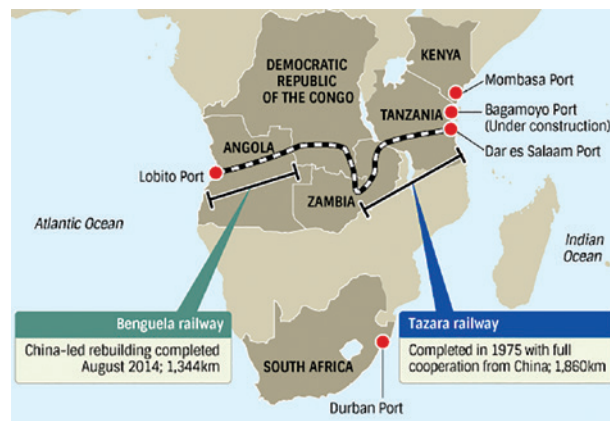 KENYA
DEMOCRATIC
REPUBLIC
OF THE CONGO
Mombasa Port
TANZANIA
Bagamoyo Port
(Under construction)
ANGOLA
Dar es Salaam Port
Lobito Port
ZAMBIA
Atlantic Ocean
Indian
Ocean
Benguela railway
China-led rebuilding completed
August 2014; 1,344km
Tazara railway
Completed in 1975 with full
cooperation from China; 1,860km
SOUTH AFRICA
Durban Port